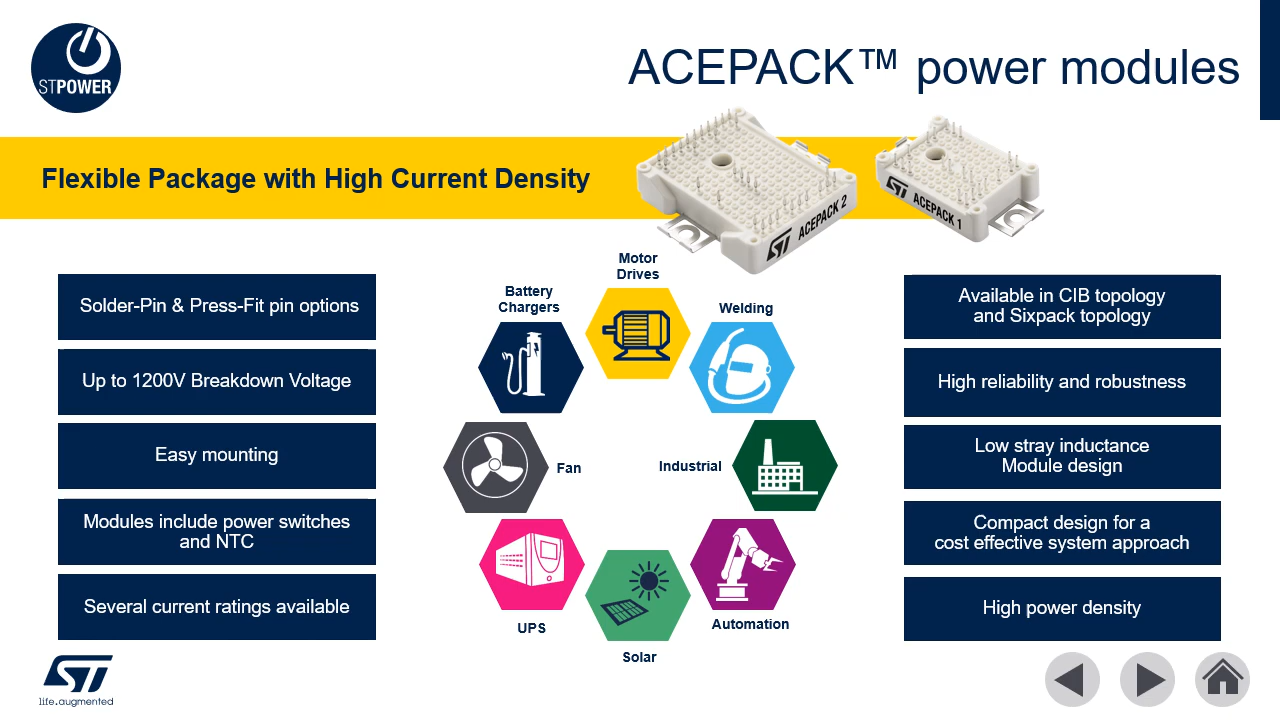 STPOWER
ACEPACK™ power modules
Flexible Package with High Current Density
ST ACEPACK 2
ST ACEPACK 1
Solder-Pin & Press-Fit pin options
Up to 1200V Breakdown Voltage
Easy mounting
Modules include power switches
and NTC
Several current ratings available
Motor
Drives
Battery
Chargers
Welding
Fan
Industrial
UPS
Automation
Solar
Available in CIB topology
and Sixpack topology
High reliability and robustness
Low stray inductance
Module design
Compact design for a
cost effective system approach
High power density
ST
life.augmented